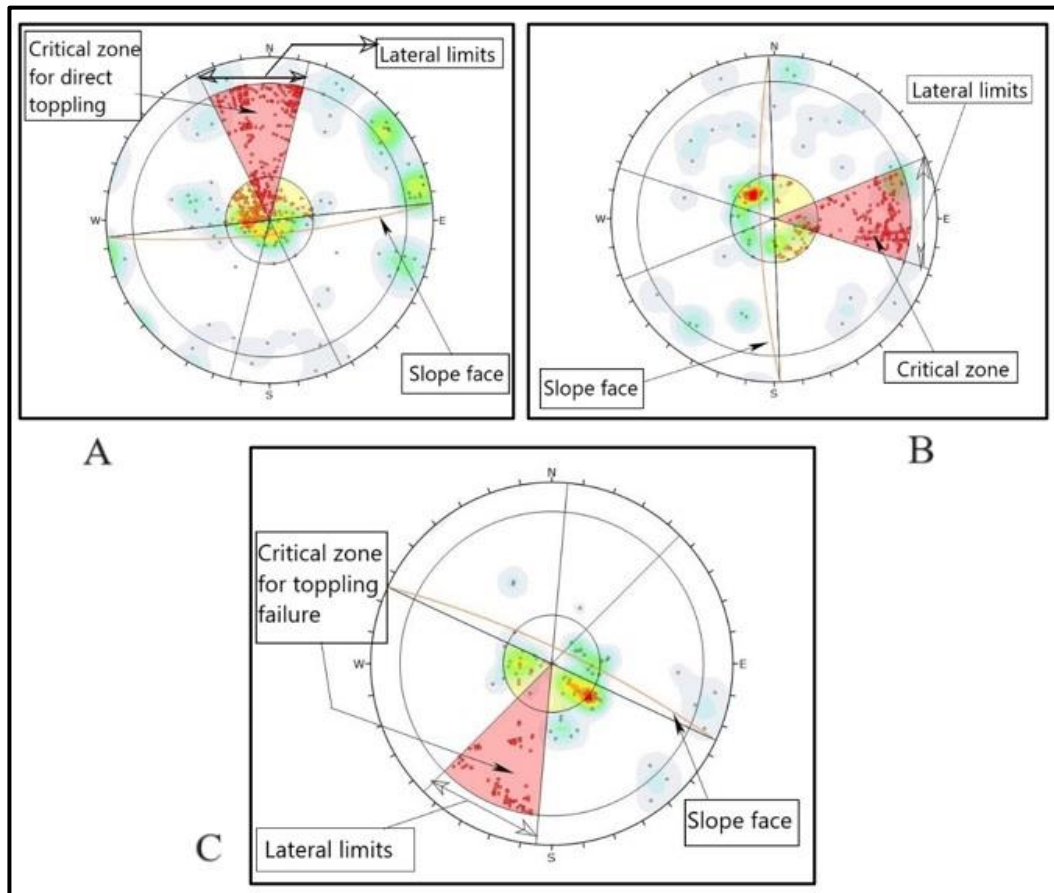 Critical zone
for direct
toppling
Lateral limits
N
W
E
S
Slope face
A
N
Lateral limits
W
E
S
Slope face
Critical zone
B
N
Critical zone
for toppling
failure
W
E
S
Slope face
Lateral limits
C